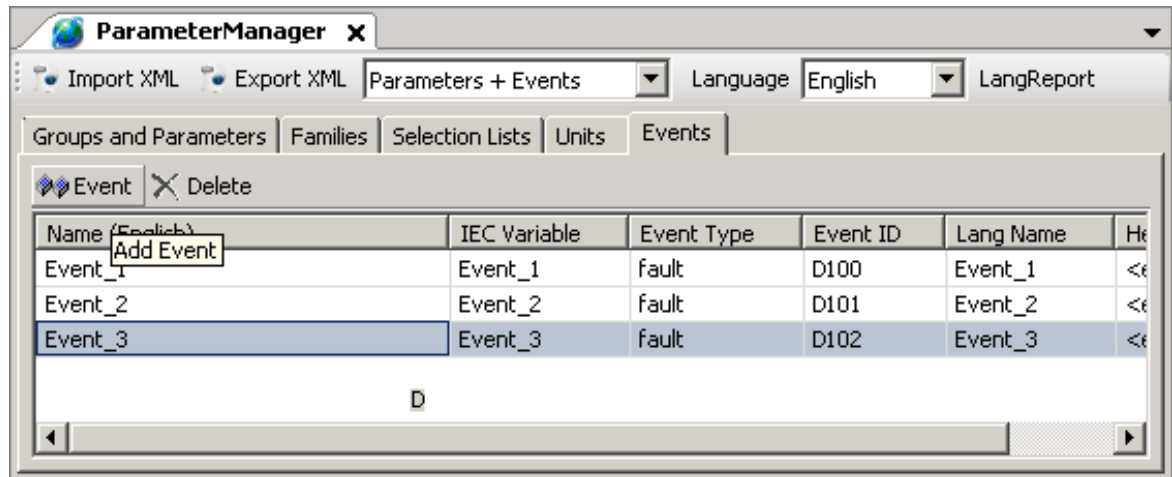 ParameterManager
Import XML Export XML Parameters + Events Language English LangReport
Groups and Parameters Families Selection Lists Units Events
Event Delete
Name (English) IEC Variable Event Type Event ID Lang Name
Add Event
Event_1 Event_1 fault D100 Event_1
Event_2 Event_2 fault D101 Event_2
Event_3 Event_3 fault D102 Event_3
D